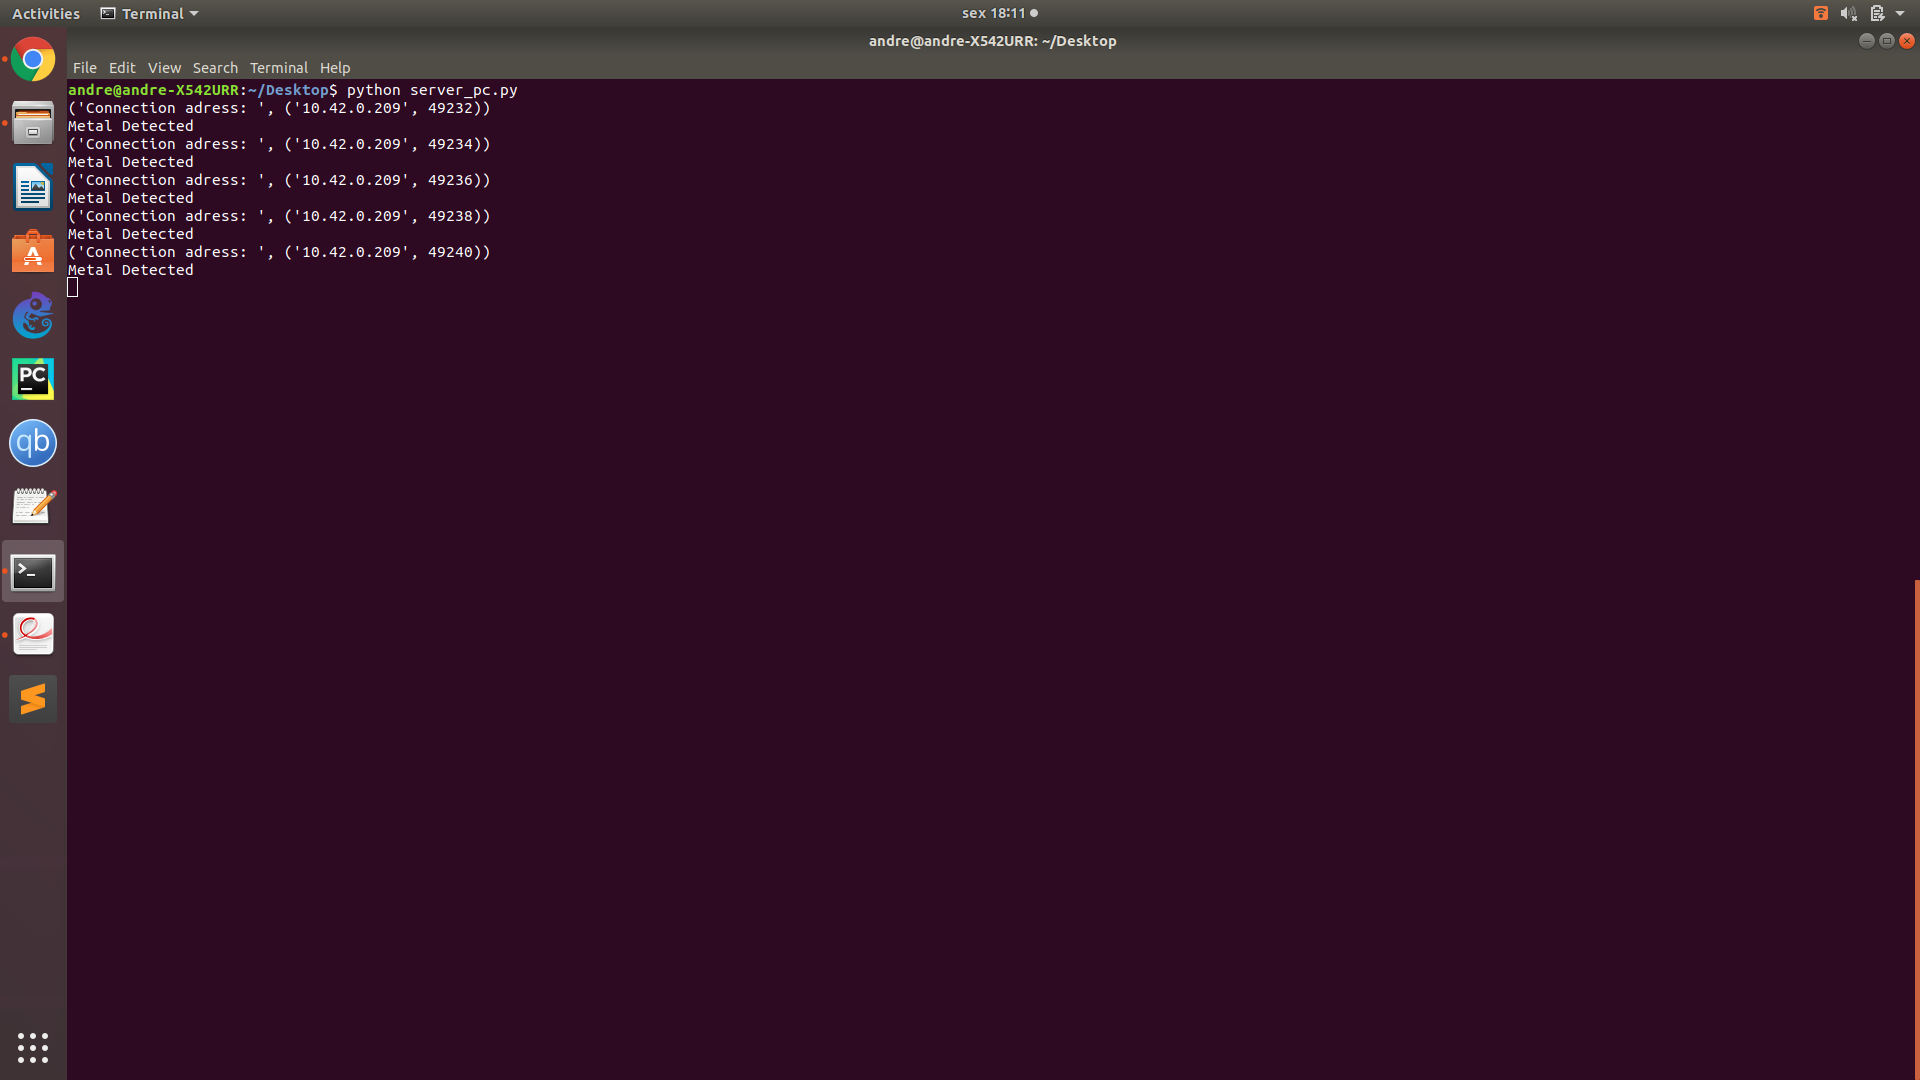 Activities Terminal sex 18:11
andre@andre-X542URR: ~/Desktop
File Edit View Search Terminal Help
andre@andre-X542URR:~/Desktop$ python server_pc.py
('Connection adress: ', ('10.42.0.209', 49232))
Metal Detected
('Connection adress: ', ('10.42.0.209', 49234))
Metal Detected
('Connection adress: ', ('10.42.0.209', 49236))
Metal Detected
('Connection adress: ', ('10.42.0.209', 49238))
Metal Detected
('Connection adress: ', ('10.42.0.209', 49240))
Metal Detected
PC
qb